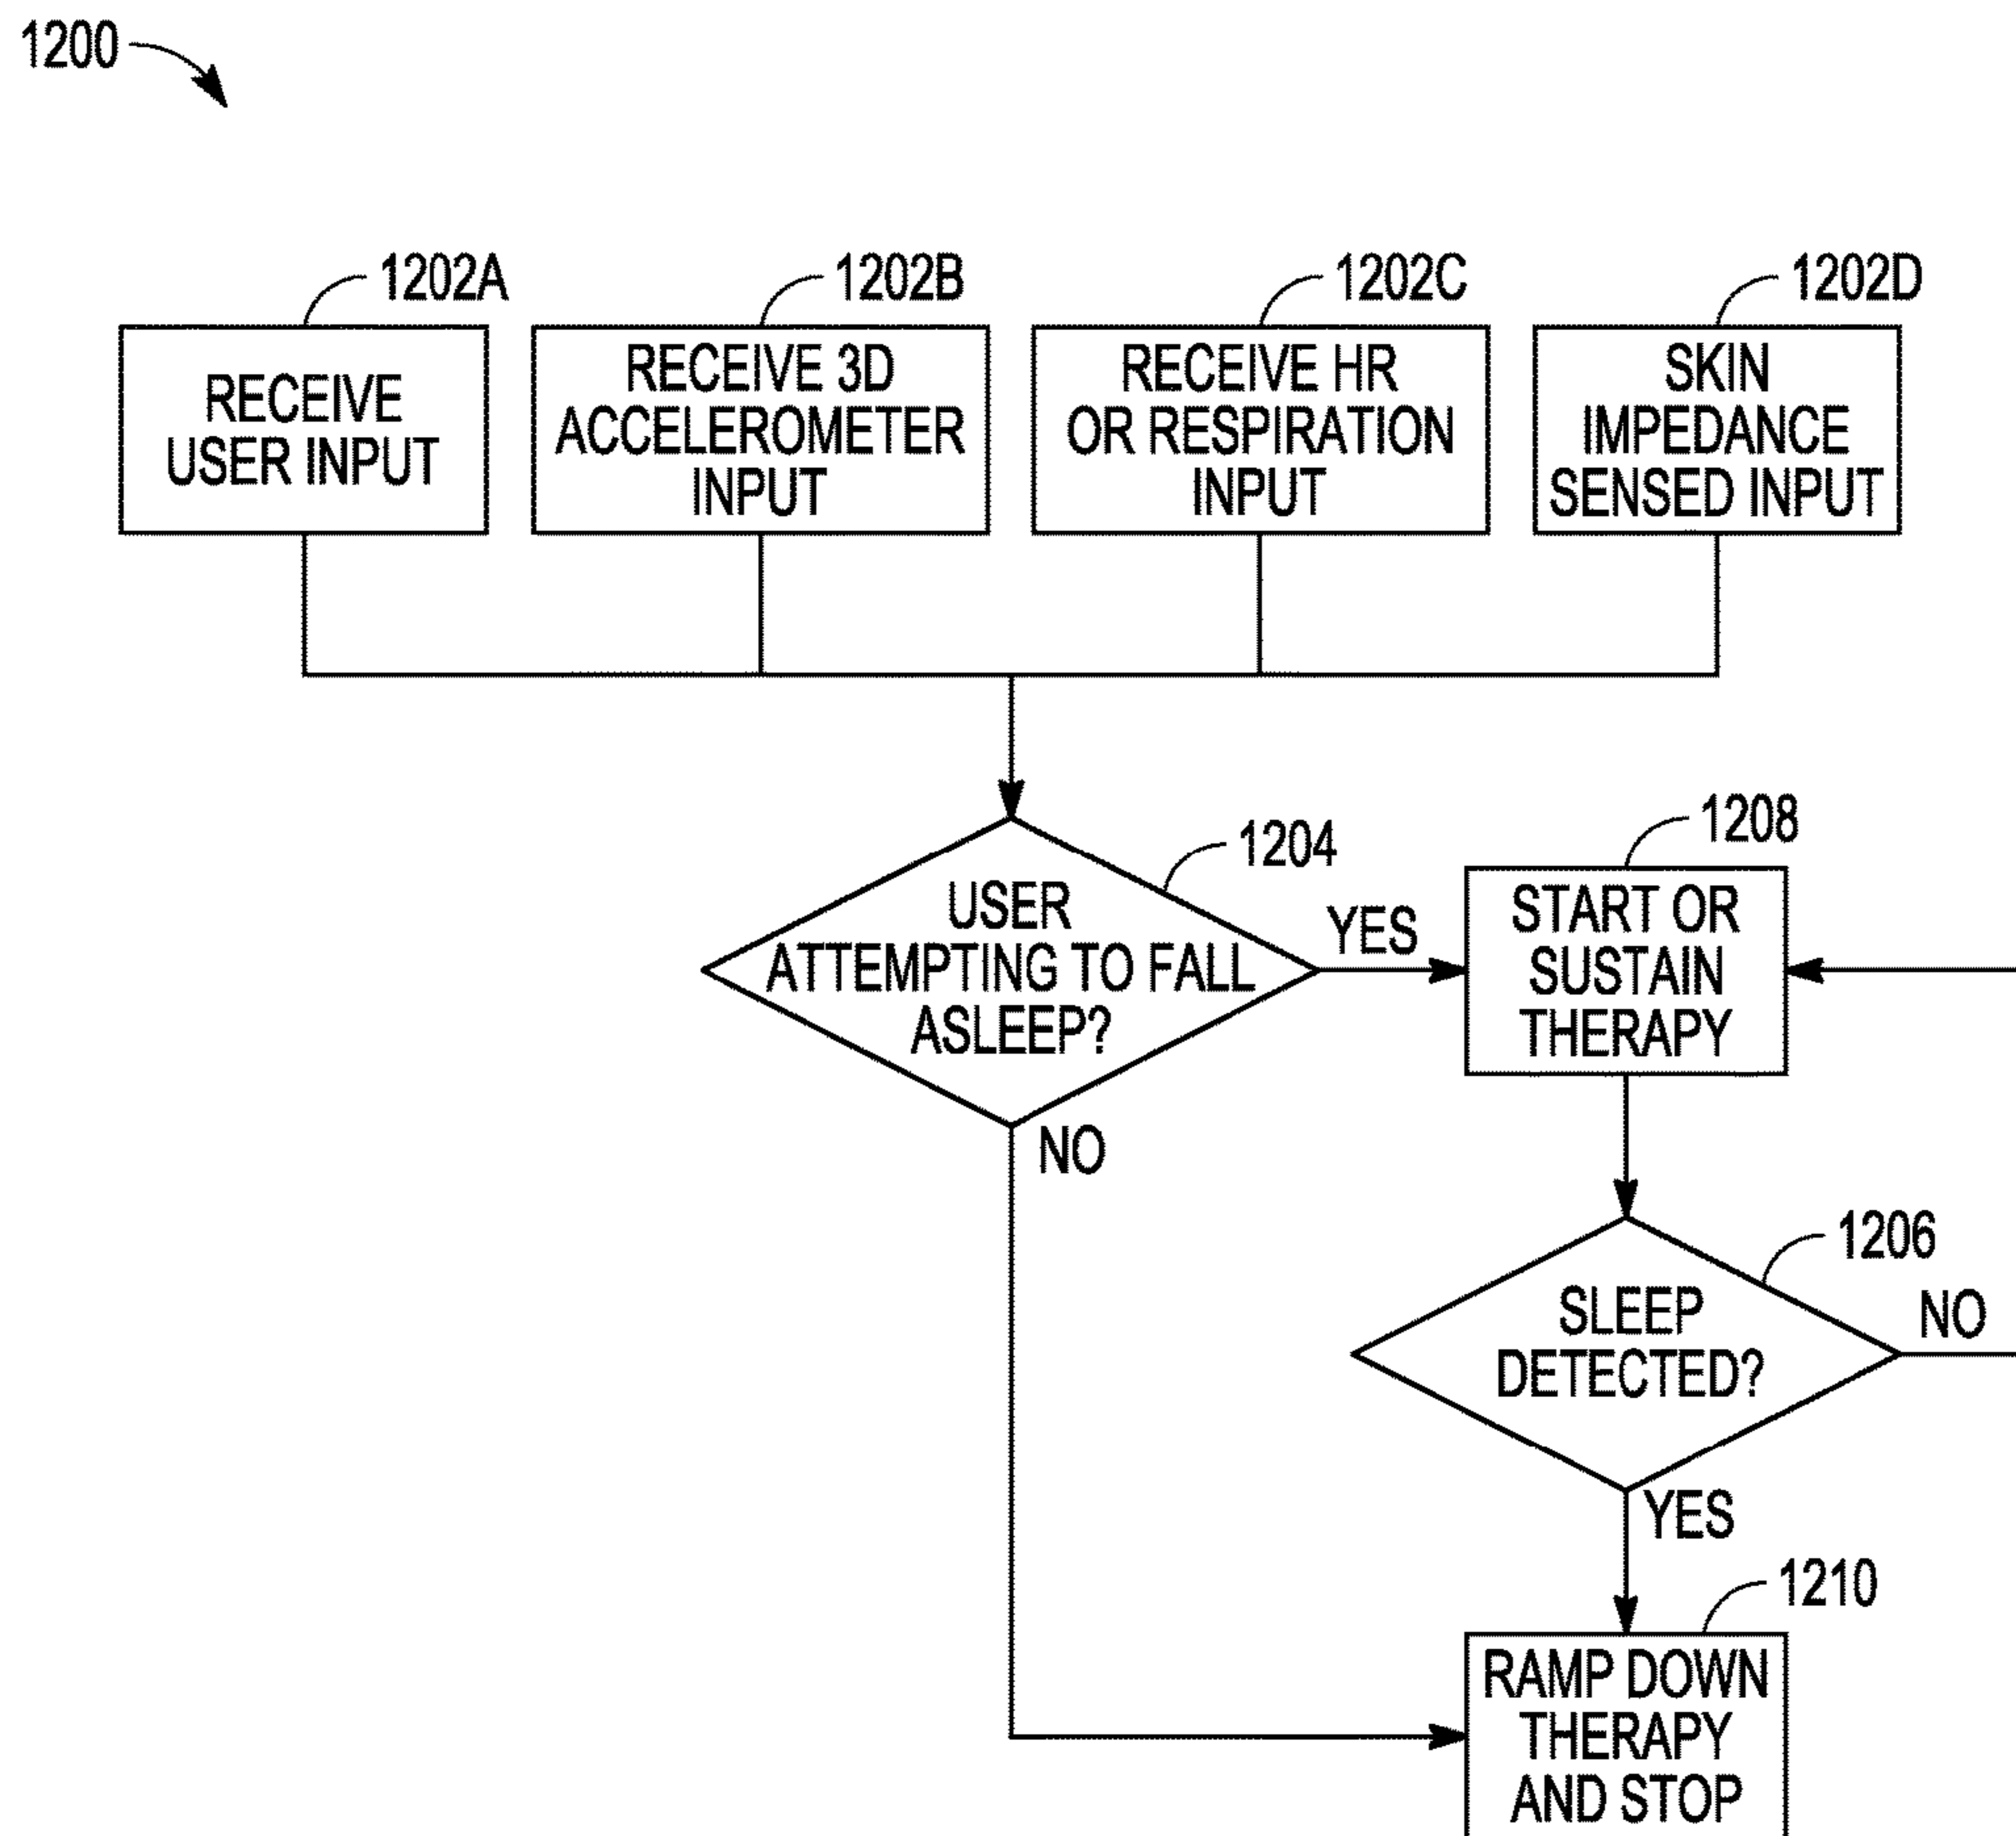 1200
1202A
RECEIVE
USER INPUT
1202B
RECEIVE 3D
ACCELEROMETER
INPUT
1202C
RECEIVE HR
OR RESPIRATION
INPUT
1202D
SKIN
IMPEDANCE
SENSED INPUT
1204
USER
ATTEMPTING TO FALL
ASLEEP?
YES
NO
1208
START OR
SUSTAIN
THERAPY
1206
SLEEP
DETECTED?
NO
YES
1210
RAMP DOWN
THERAPY
AND STOP